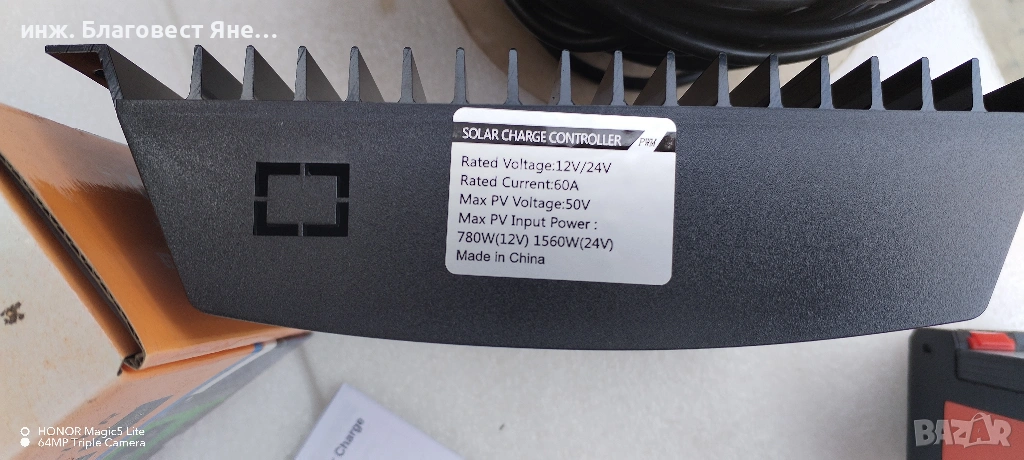 инж. Благовест Яне...
SOLAR CHARGE CONTROLLER PWM
Rated Voltage:12V/24V
Rated Current:60A
Max PV Voltage:50V
Max PV Input Power :
780W(12V) 1560W(24V)
Made in China
Charge
HONOR Magic5 Lite
64MP Triple Camera
BAZAR